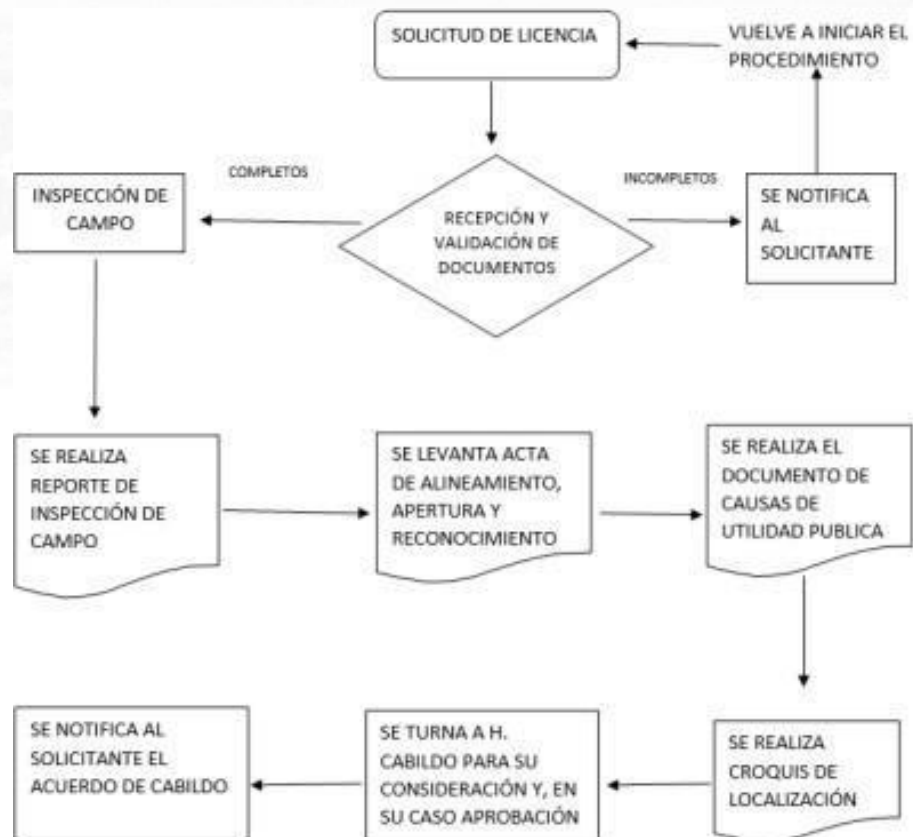 SOLICITUD DE LICENCIA
VUELVE A INICIAR EL
PROCEDIMIENTO
COMPLETOS
INCOMPLETOS
INSPECCIÓN DE
CAMPO
RECEPCIÓN Y
VALIDACIÓN DE
DOCUMENTOS
SE NOTIFICA
AL
SOLICITANTE
SE REALIZA
REPORTE DE
INSPECCIÓN DE
CAMPO
SE LEVANTA ACTA
DE ALINEAMIENTO,
APERTURA Y
RECONOCIMIENTO
SE REALIZA EL
DOCUMENTO DE
CAUSAS DE
UTILIDAD PUBLICA
SE REALIZA
CROQUIS DE
LOCALIZACIÓN
SE TURNA A H.
CABILDO PARA SU
CONSIDERACIÓN Y, EN
SU CASO APROBACIÓN
SE NOTIFICA AL
SOLICITANTE EL
ACUERDO DE CABILDO